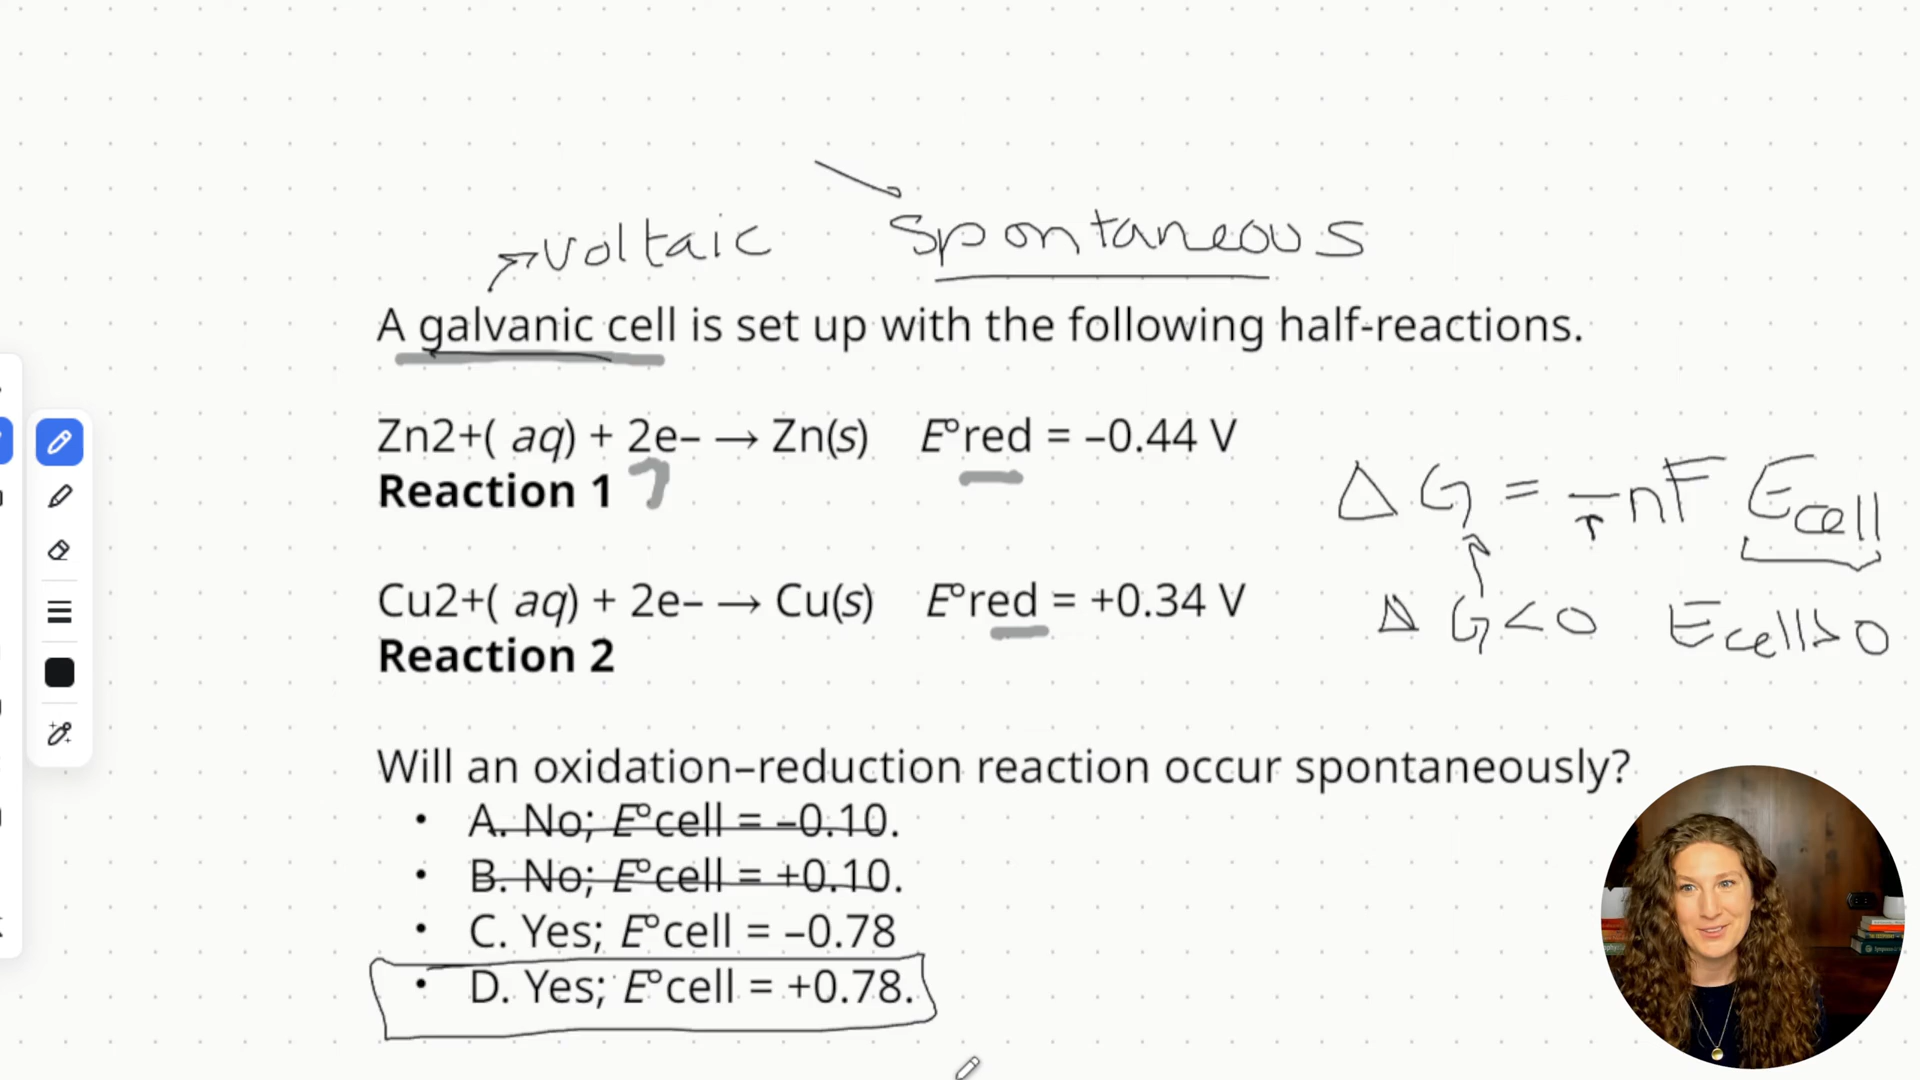 voltaic spontaneous
A galvanic cell is set up with the following half-reactions.
Zn2+( aq) + 2e– → Zn(s) E°red = –0.44 V
Reaction 1
ΔG = –nF Ecell
Cu2+( aq) + 2e– → Cu(s) E°red = +0.34 V
ΔG<0 Ecell>0
Reaction 2
Will an oxidation–reduction reaction occur spontaneously?
• A. No; E°cell = –0.10.
• B. No; E°cell = +0.10.
• C. Yes; E°cell = –0.78
• D. Yes; E°cell = +0.78.